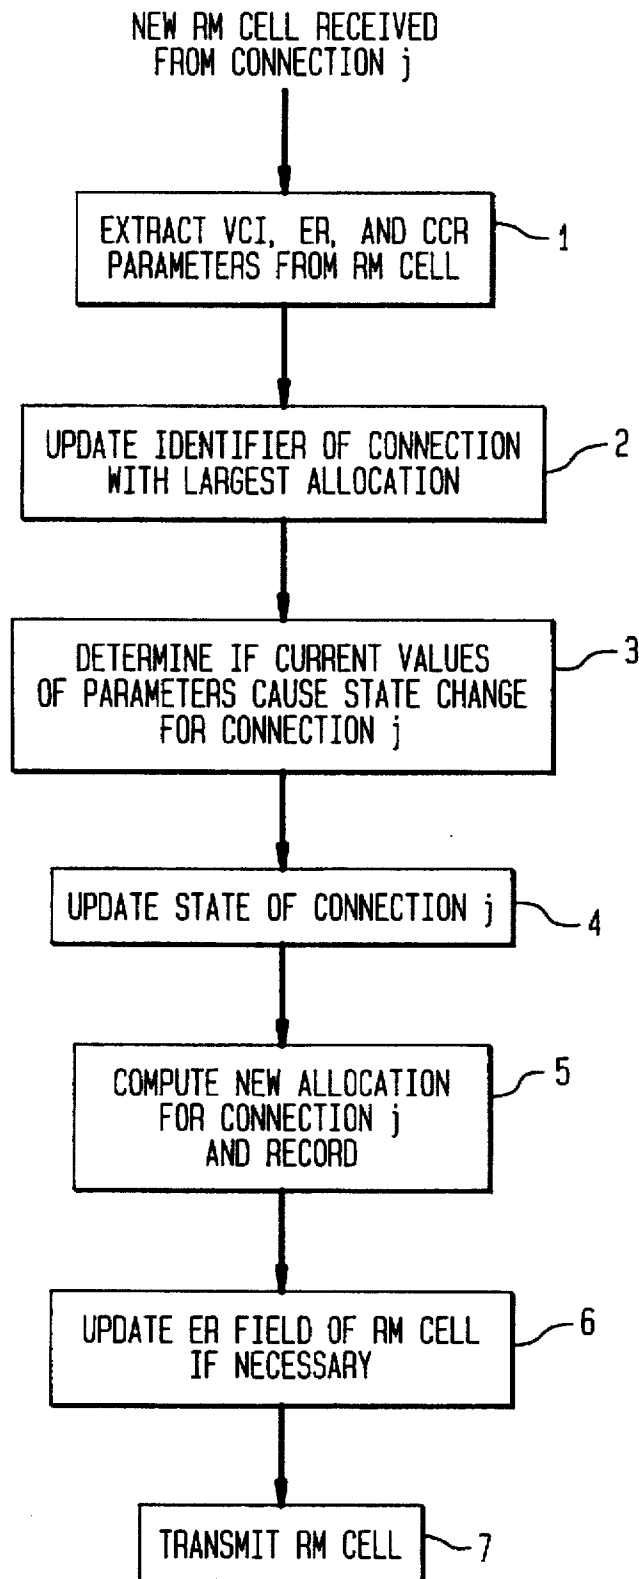 NEW RM CELL RECEIVED
FROM CONNECTION j
EXTRACT VCI, ER, AND CCR
PARAMETERS FROM RM CELL
1
UPDATE IDENTIFIER OF CONNECTION
WITH LARGEST ALLOCATION
2
DETERMINE IF CURRENT VALUES
OF PARAMETERS CAUSE STATE CHANGE
FOR CONNECTION j
3
UPDATE STATE OF CONNECTION j
4
COMPUTE NEW ALLOCATION
FOR CONNECTION j
AND RECORD
5
UPDATE ER FIELD OF RM CELL
IF NECESSARY
6
TRANSMIT RM CELL
7